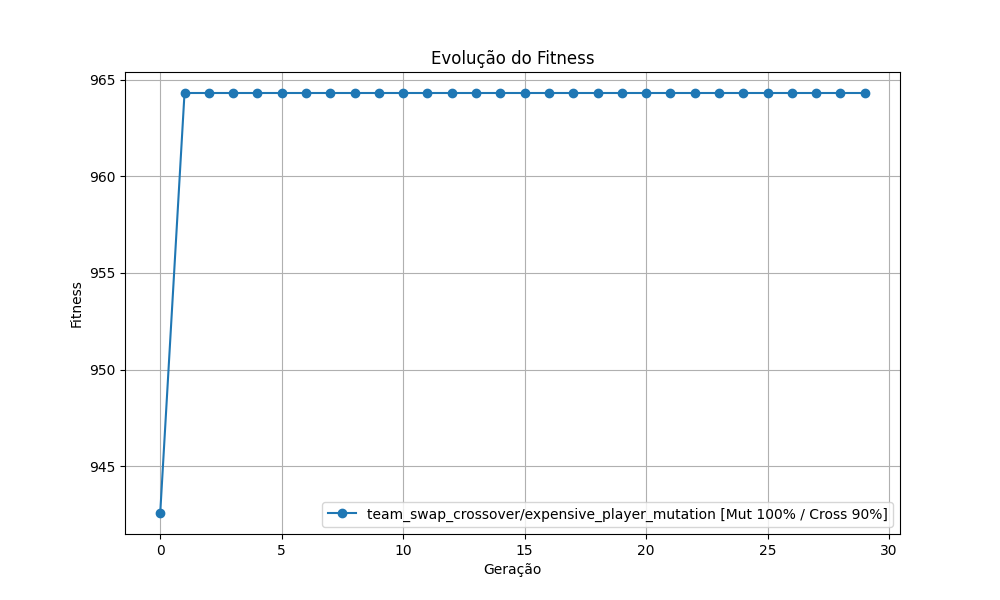 Evolução do Fitness
Fitness
965
960
955
950
945
team_swap_crossover/expensive_player_mutation [Mut 100% / Cross 90%]
0 5 10 15 20 25 30
Geração